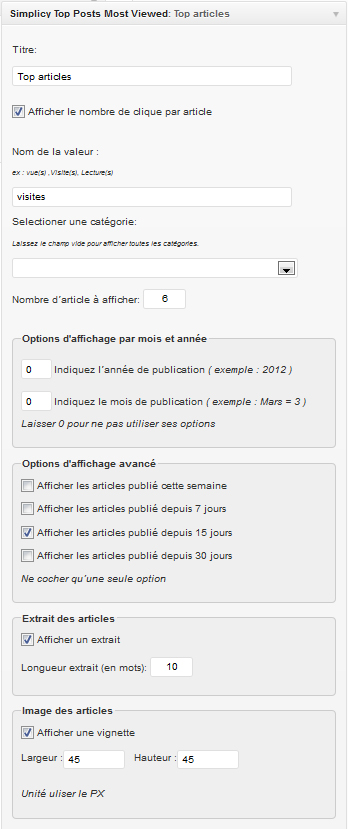 Simplicy Top Posts Most Viewed: Top articles
Titre:
Top articles
Afficher le nombre de clique par article
Nom de la valeur :
ex : vue(s) ,Visite(s), Lecture(s)
visites
Selectioner une catégorie:
Laissez le champ vide pour afficher toutes les catégories.
Nombre d'article à afficher: 6
Options d'affichage par mois et année
0 Indiquez l'année de publication ( exemple : 2012 )
0 Indiquez le mois de publication ( exemple : Mars = 3 )
Laisser 0 pour ne pas utiliser ses options
Options d'affichage avancé
Afficher les articles publié cette semaine
Afficher les articles publié depuis 7 jours
Afficher les articles publié depuis 15 jours
Afficher les articles publié depuis 30 jours
Ne cocher qu'une seule option
Extrait des articles
Afficher un extrait
Longueur extrait (en mots): 10
Image des articles
Afficher une vignette
Largeur : 45 Hauteur : 45
Unité uliser le PX